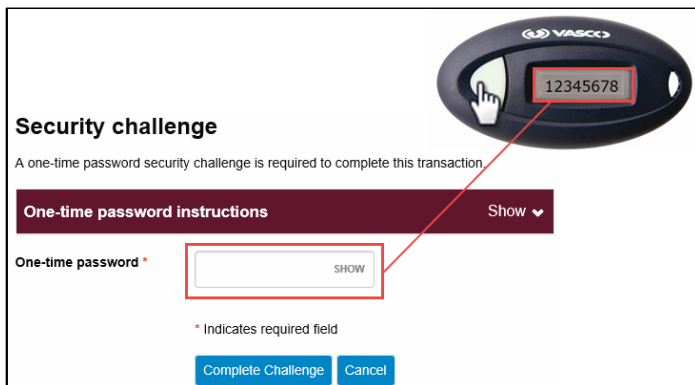 VASCO
12345678
Security challenge
A one-time password security challenge is required to complete this transaction.
One-time password instructions Show
One-time password *
SHOW
* Indicates required field
Complete Challenge Cancel